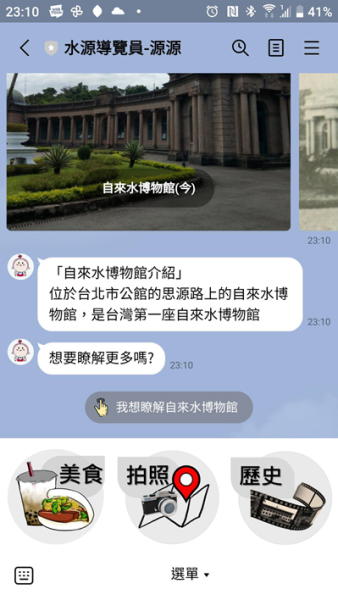 23:10
41%
水源導覽員-源源
自來水博物館(今)
23:10
「自來水博物館介紹」
位於台北市公館的思源路上的自來水博
物館，是台灣第一座自來水博物館
23:10
想要瞭解更多嗎?
23:10
我想瞭解自來水博物館
美食
拍照
歷史
選單